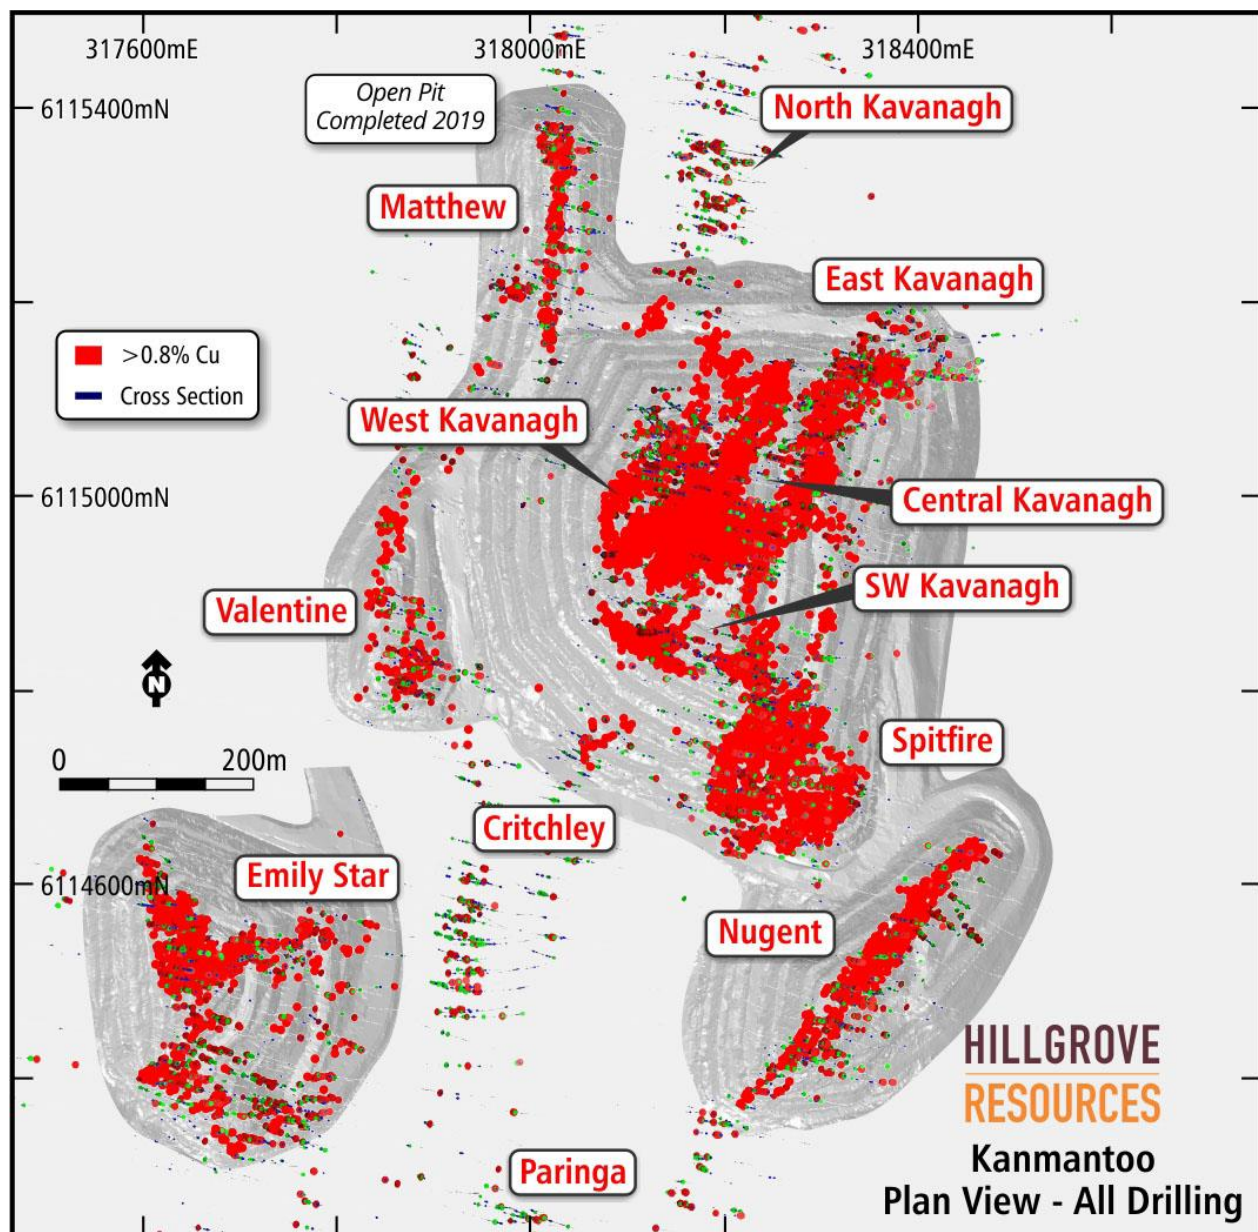 317600mE
318000mE
318400mE
6115400mN
Open Pit
Completed 2019
North Kavanagh
Matthew
East Kavanagh
>0.8% Cu
Cross Section
West Kavanagh
6115000mN
Central Kavanagh
SW Kavanagh
Valentine
N
Spitfire
0
200m
Critchley
Emily Star
6114600mN
Nugent
HILLGROVE
RESOURCES
Paringa
Kanmantoo
Plan View - All Drilling